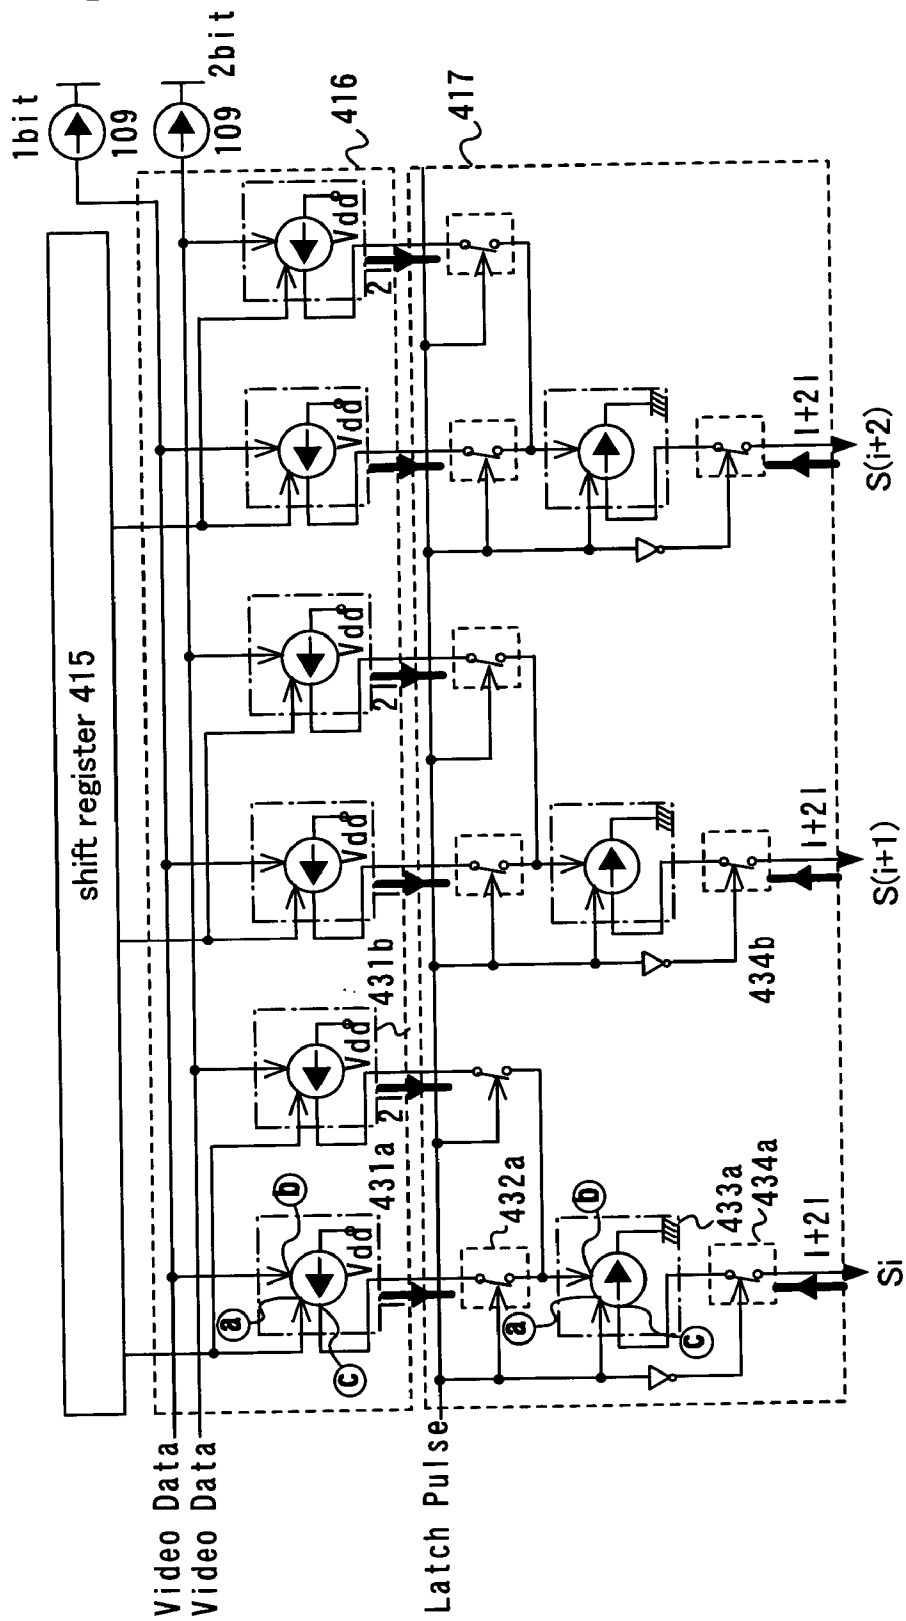 1bit
109
2bit
109
shift register 415
416
417
Video Data
Video Data
Latch Pulse
a
b
c
Vdd
I
431a
Vdd
2I
431b
Vdd
I
Vdd
2I
Vdd
I
Vdd
2I
432a
a
b
c
433a
434a
434b
I+2I
I+2I
I+2I
Si
S(i+1)
S(i+2)